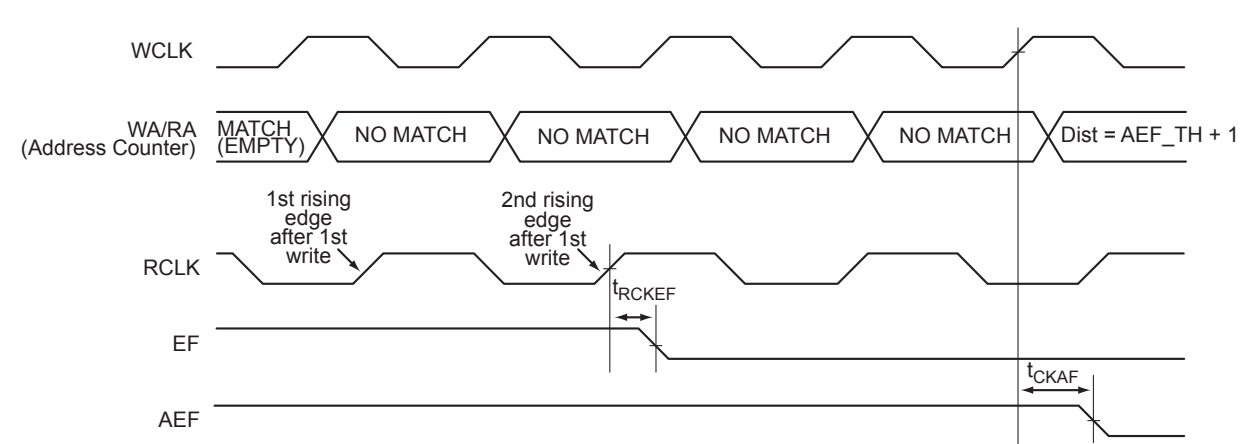 WCLK
WA/RA
(Address Counter)
MATCH
(EMPTY)
NO MATCH
NO MATCH
NO MATCH
NO MATCH
Dist = AEF_TH + 1
1st rising
edge
after 1st
write
2nd rising
edge
after 1st
write
RCLK
tRCKEF
EF
tCKAF
AEF